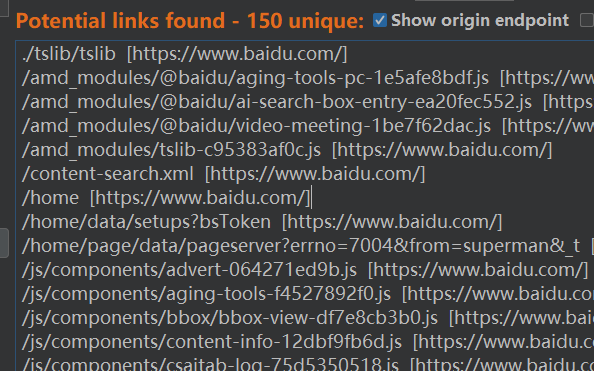 Potential links found - 150 unique: Show origin endpoint
./tslib/tslib [https://www.baidu.com/]
/amd_modules/@baidu/aging-tools-pc-1e5afe8bdf.js [https://ww
/amd_modules/@baidu/ai-search-box-entry-ea20fec552.js [https
/amd_modules/@baidu/video-meeting-1be7f62dac.js [https://www
/amd_modules/tslib-c95383af0c.js [https://www.baidu.com/]
/content-search.xml [https://www.baidu.com/]
/home [https://www.baidu.com/]
/home/data/setups?bsToken [https://www.baidu.com/]
/home/page/data/pageserver?errno=7004&from=superman&_t [
/js/components/advert-064271ed9b.js [https://www.baidu.com/]
/js/components/aging-tools-f4527892f0.js [https://www.baidu.co
/js/components/bbox/bbox-view-df7e8cb3b0.js [https://www.bai
/js/components/content-info-12dbf9fb6d.js [https://www.baidu.c
/js/components/csaitab-log-75d5350518.js [https://www.baidu.co